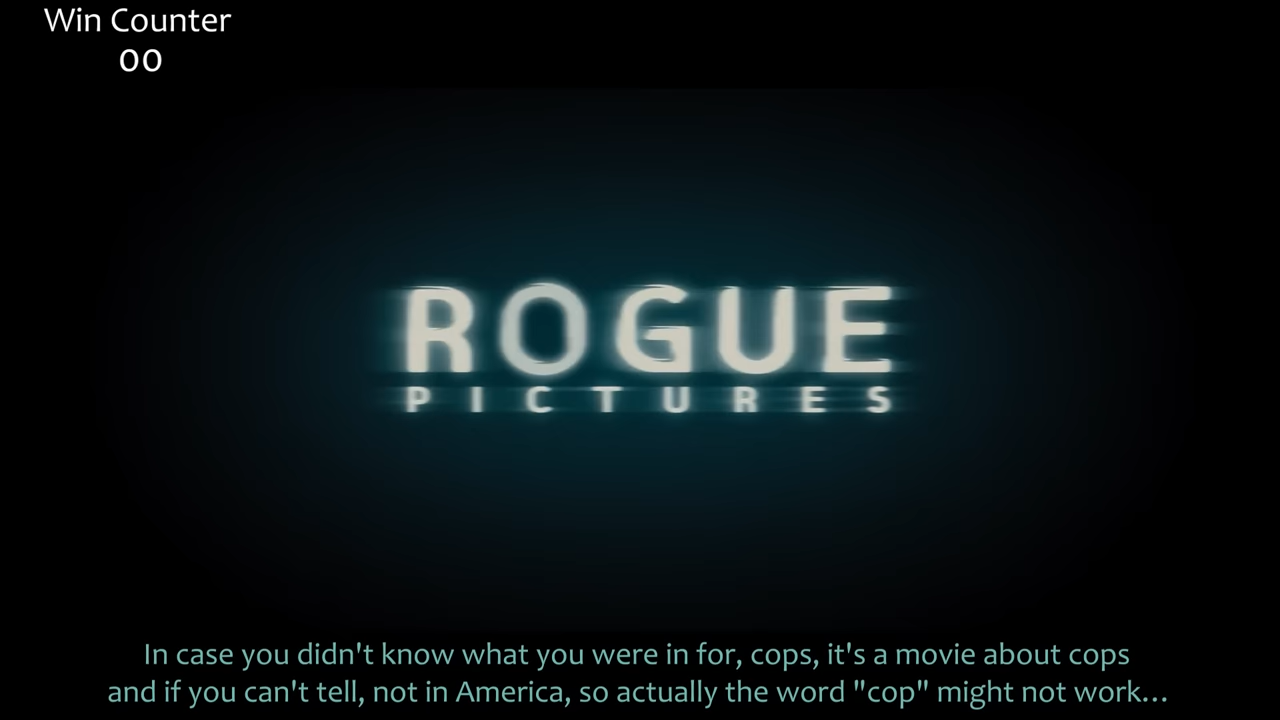 Win Counter
00
ROGUE
PICTURES
In case you didn't know what you were in for, cops, it's a movie about cops
and if you can't tell, not in America, so actually the word "cop" might not work...